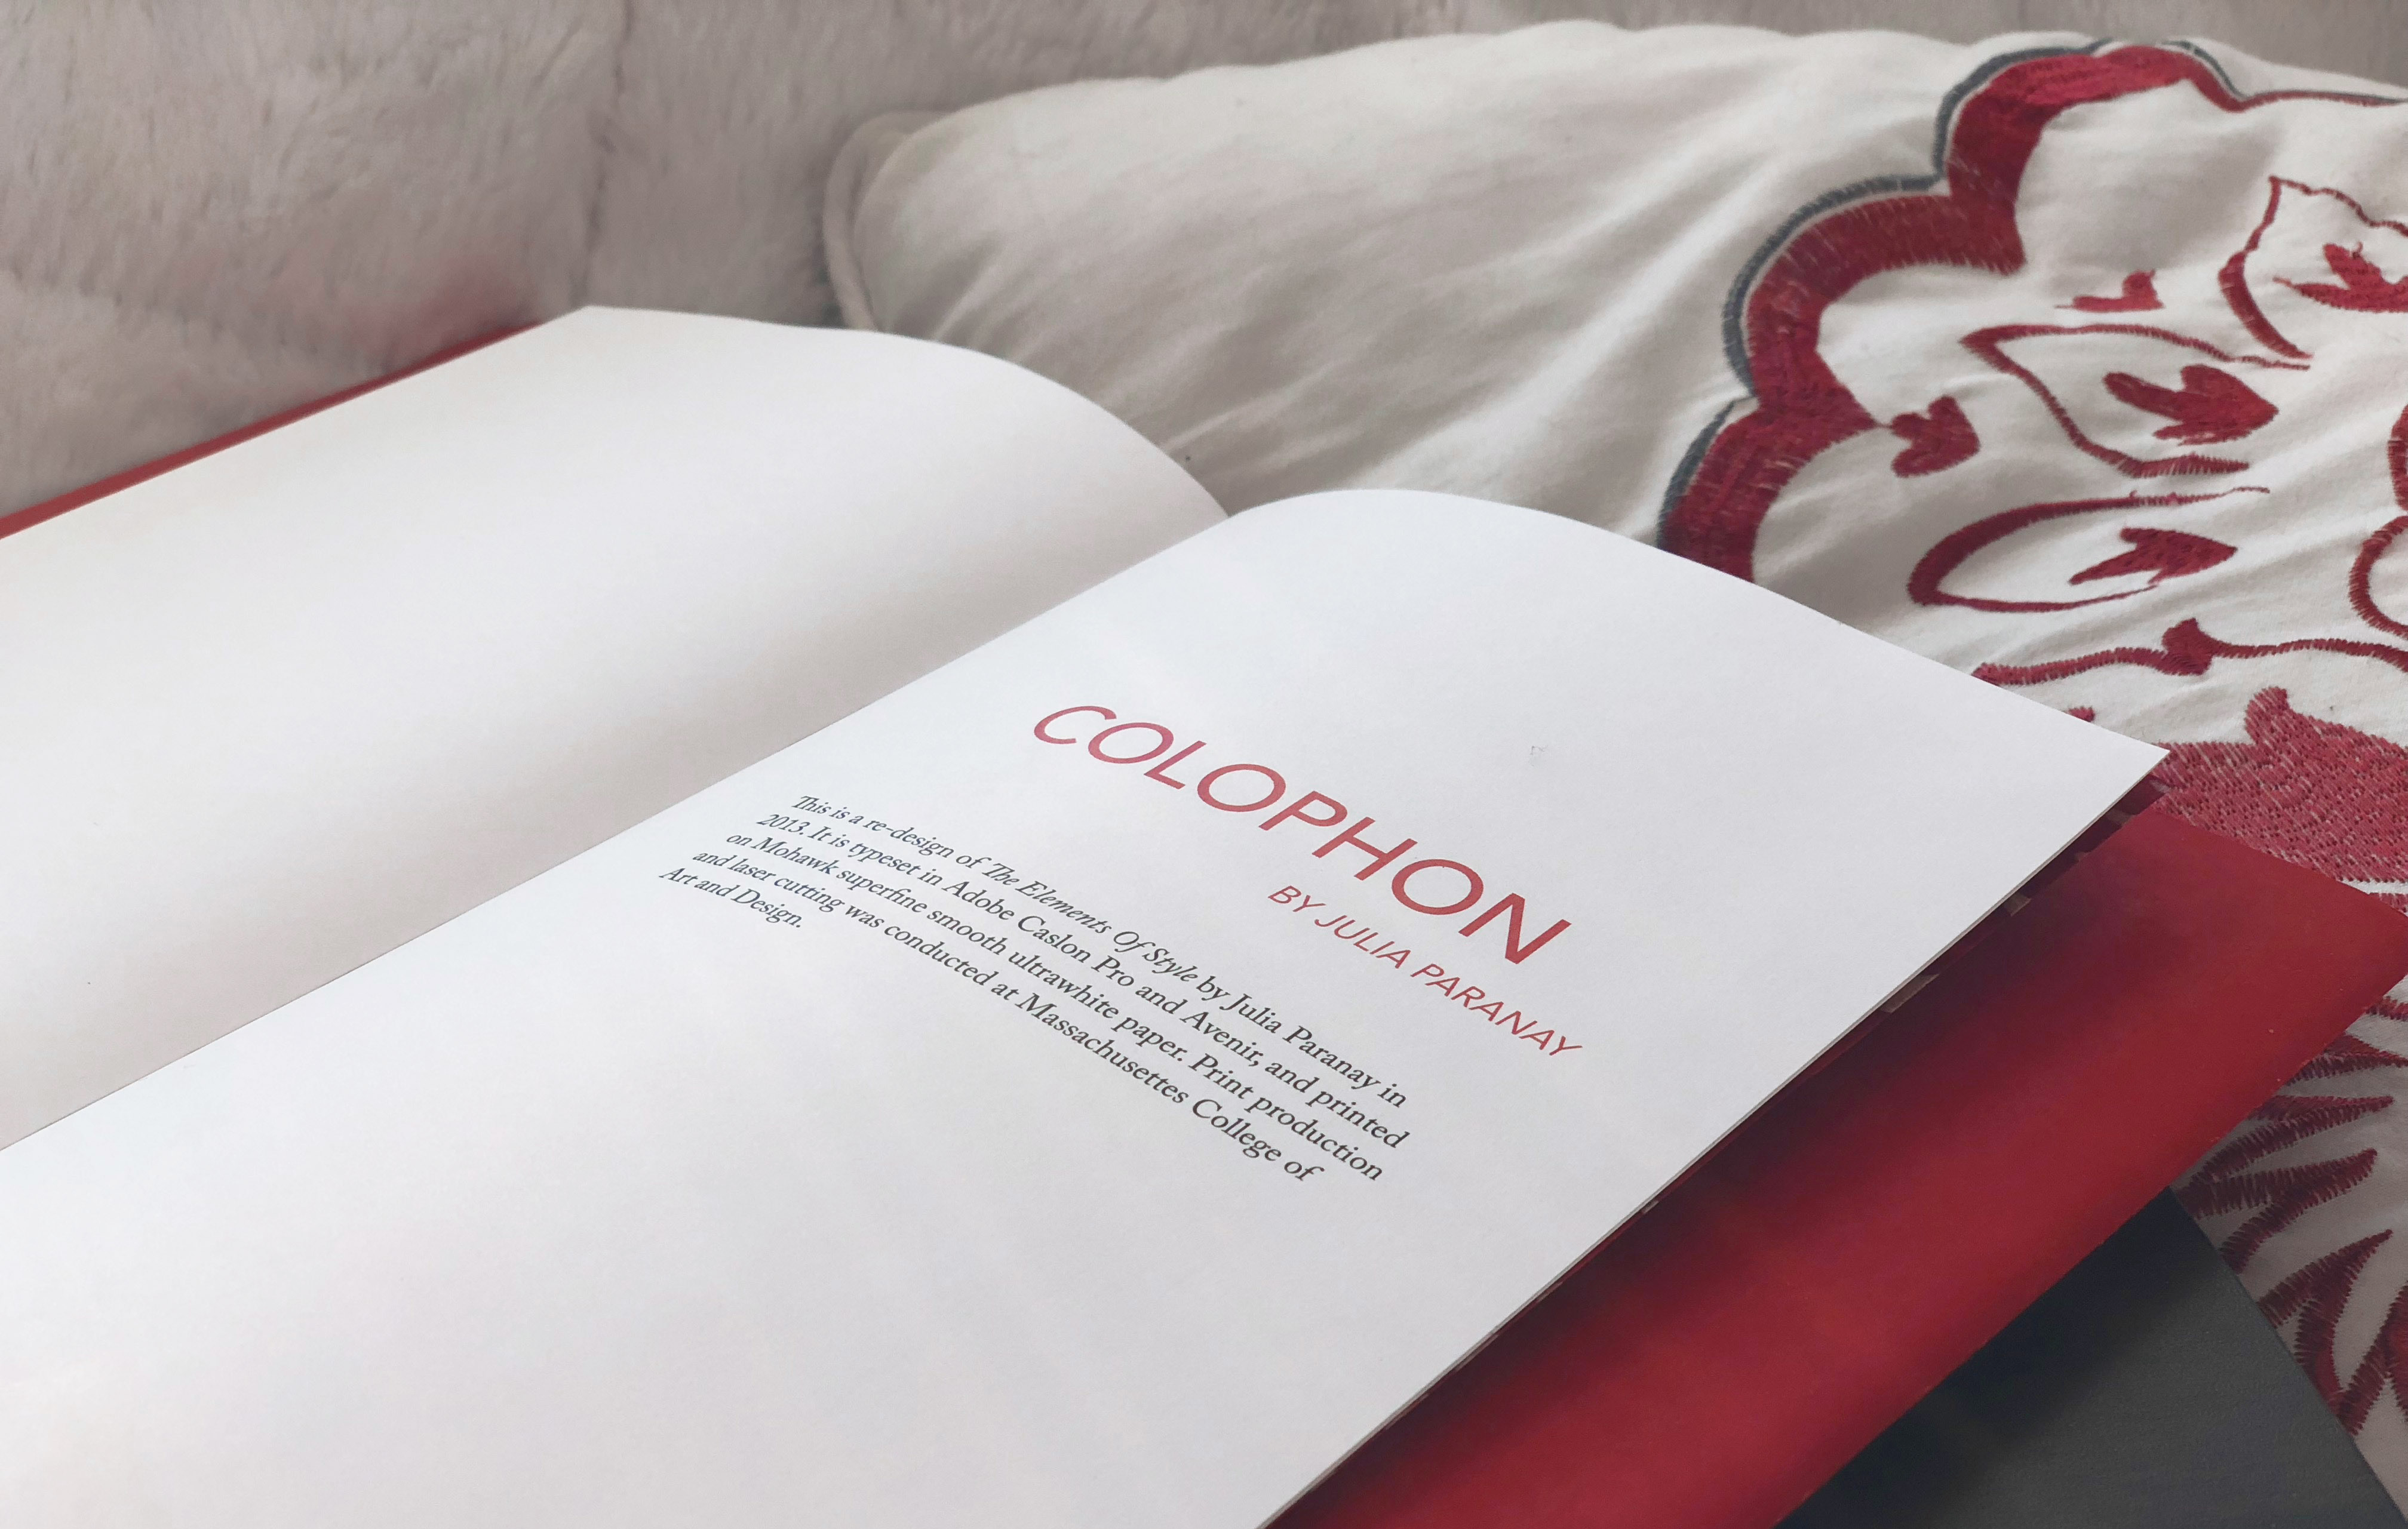 COLOPHON
BY JULIA PARANAY
This is a re-design of The Elements Of Style by Julia Paranay in
2013. It is typeset in Adobe Caslon Pro and Avenir, and printed
on Mohawk superfine smooth ultrawhite paper. Print production
and laser cutting was conducted at Massachusettes College of
Art and Design.